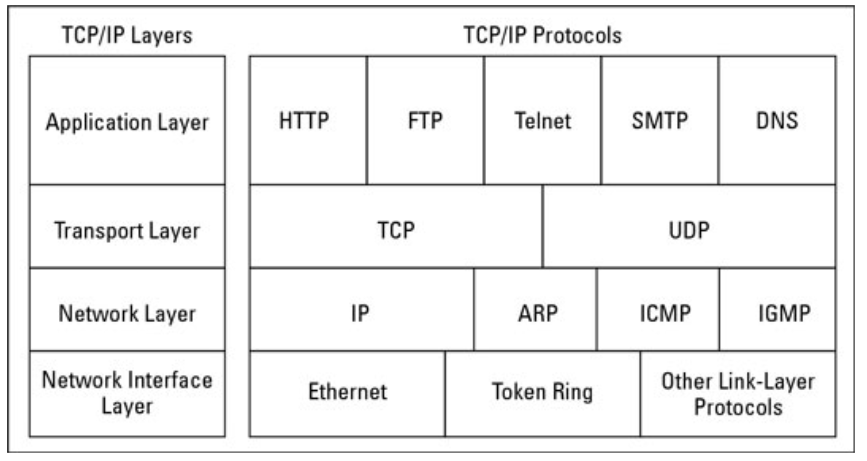 TCP/IP Layers
TCP/IP Protocols
Application Layer
HTTP
FTP
Telnet
SMTP
DNS
Transport Layer
TCP
UDP
Network Layer
IP
ARP
ICMP
IGMP
Network Interface
Layer
Ethernet
Token Ring
Other Link-Layer
Protocols